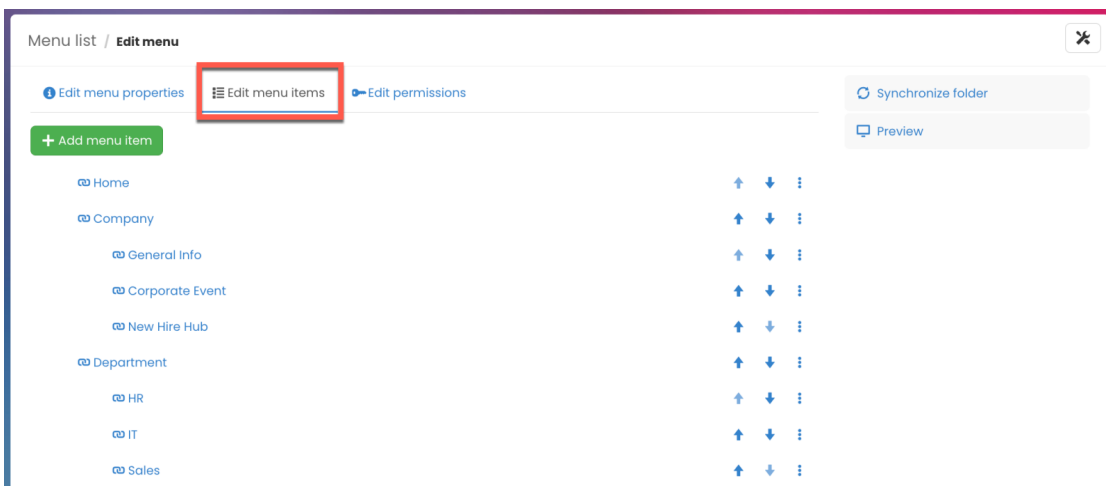 Menu list / Edit menu
Edit menu properties Edit menu items Edit permissions
Synchronize folder
Preview
+ Add menu item
Home
Company
General Info
Corporate Event
New Hire Hub
Department
HR
IT
Sales